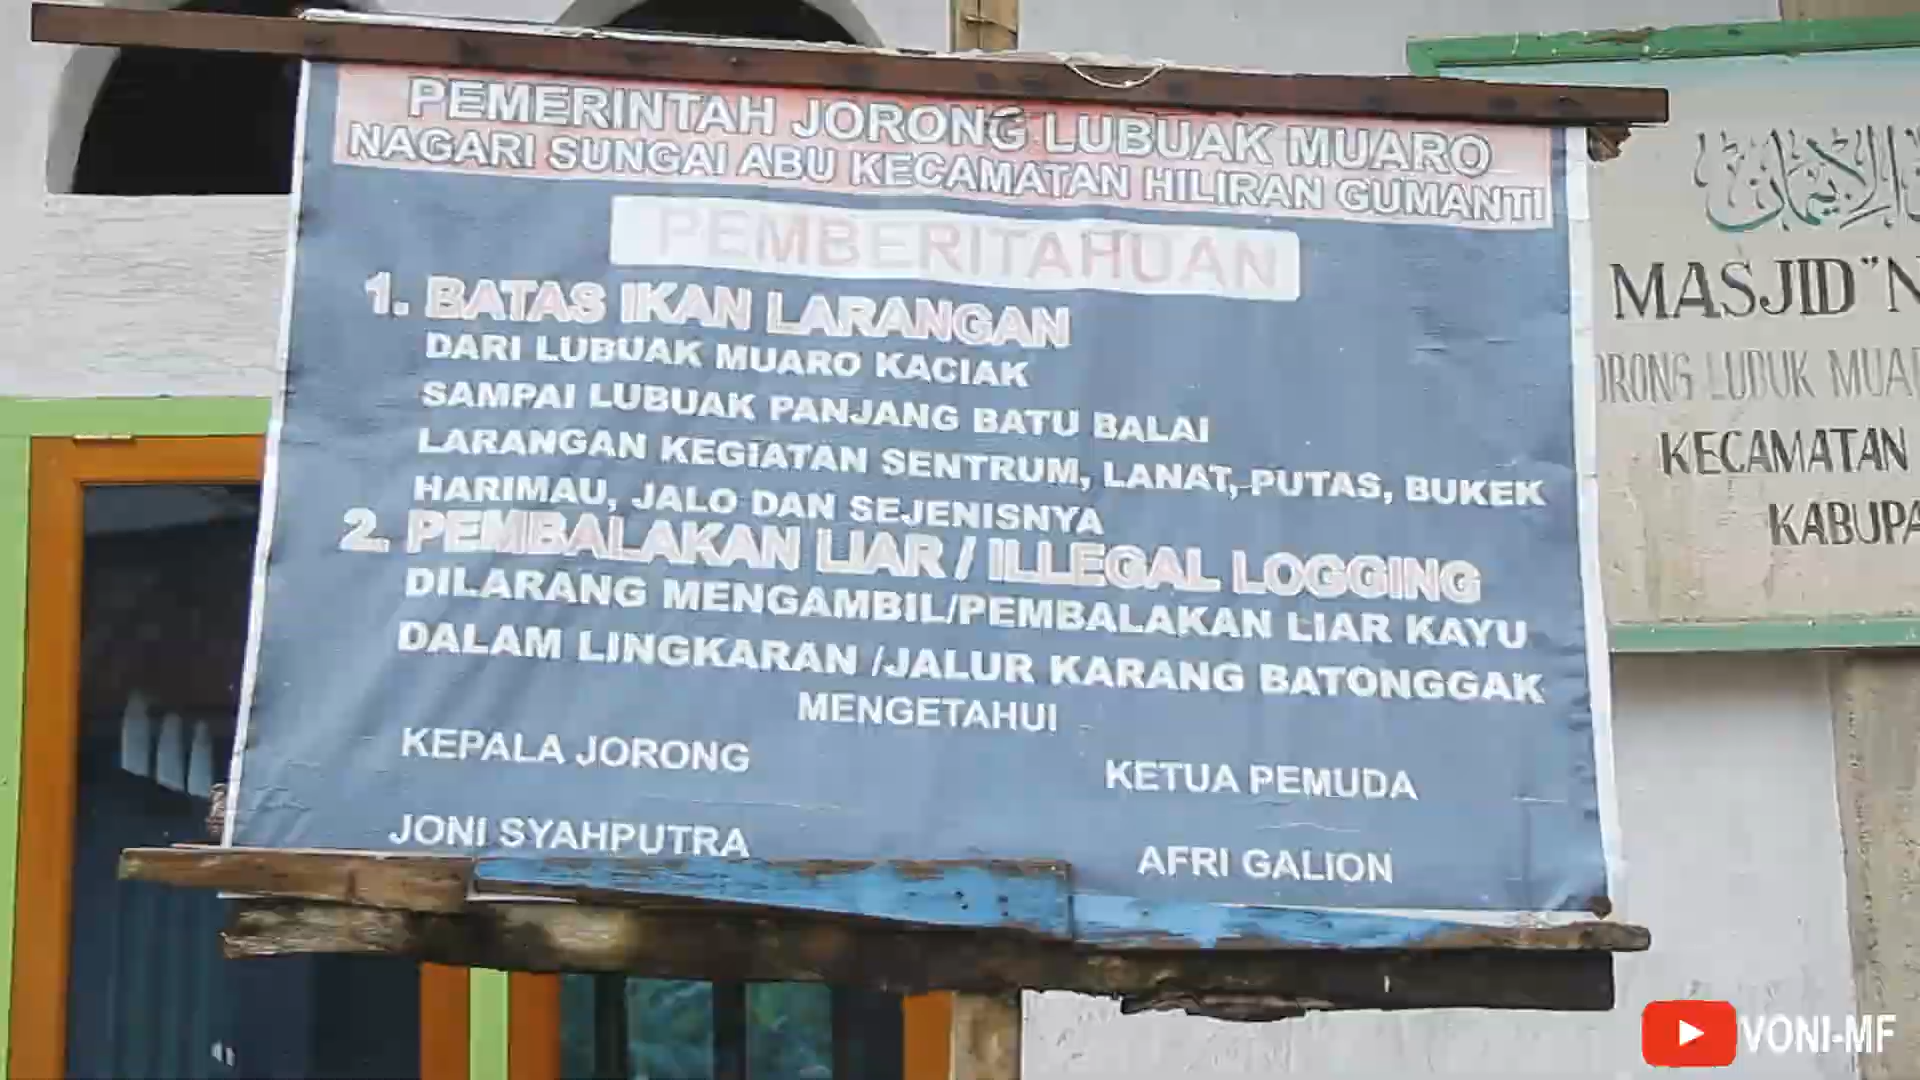 PEMERINTAH JORONG LUBUAK MUARO
NAGARI SUNGAI ABU KECAMATAN HILIRAN GUMANTI
PEMBERITAHUAN
1. BATAS IKAN LARANGAN
DARI LUBUAK MUARO KACIAK
SAMPAI LUBUAK PANJANG BATU BALAI
LARANGAN KEGIATAN SENTRUM, LANAT, PUTAS, BUKEK
HARIMAU, JALO DAN SEJENISNYA
2. PEMBALAKAN LIAR / ILLEGAL LOGGING
DILARANG MENGAMBIL/PEMBALAKAN LIAR KAYU
DALAM LINGKARAN /JALUR KARANG BATONGGAK
MENGETAHUI
KEPALA JORONG
KETUA PEMUDA
JONI SYAHPUTRA
AFRI GALION
الإيمان
MASJID "N
ORONG LUBUK MUAR
KECAMATAN
KABUPA
VONI-MF